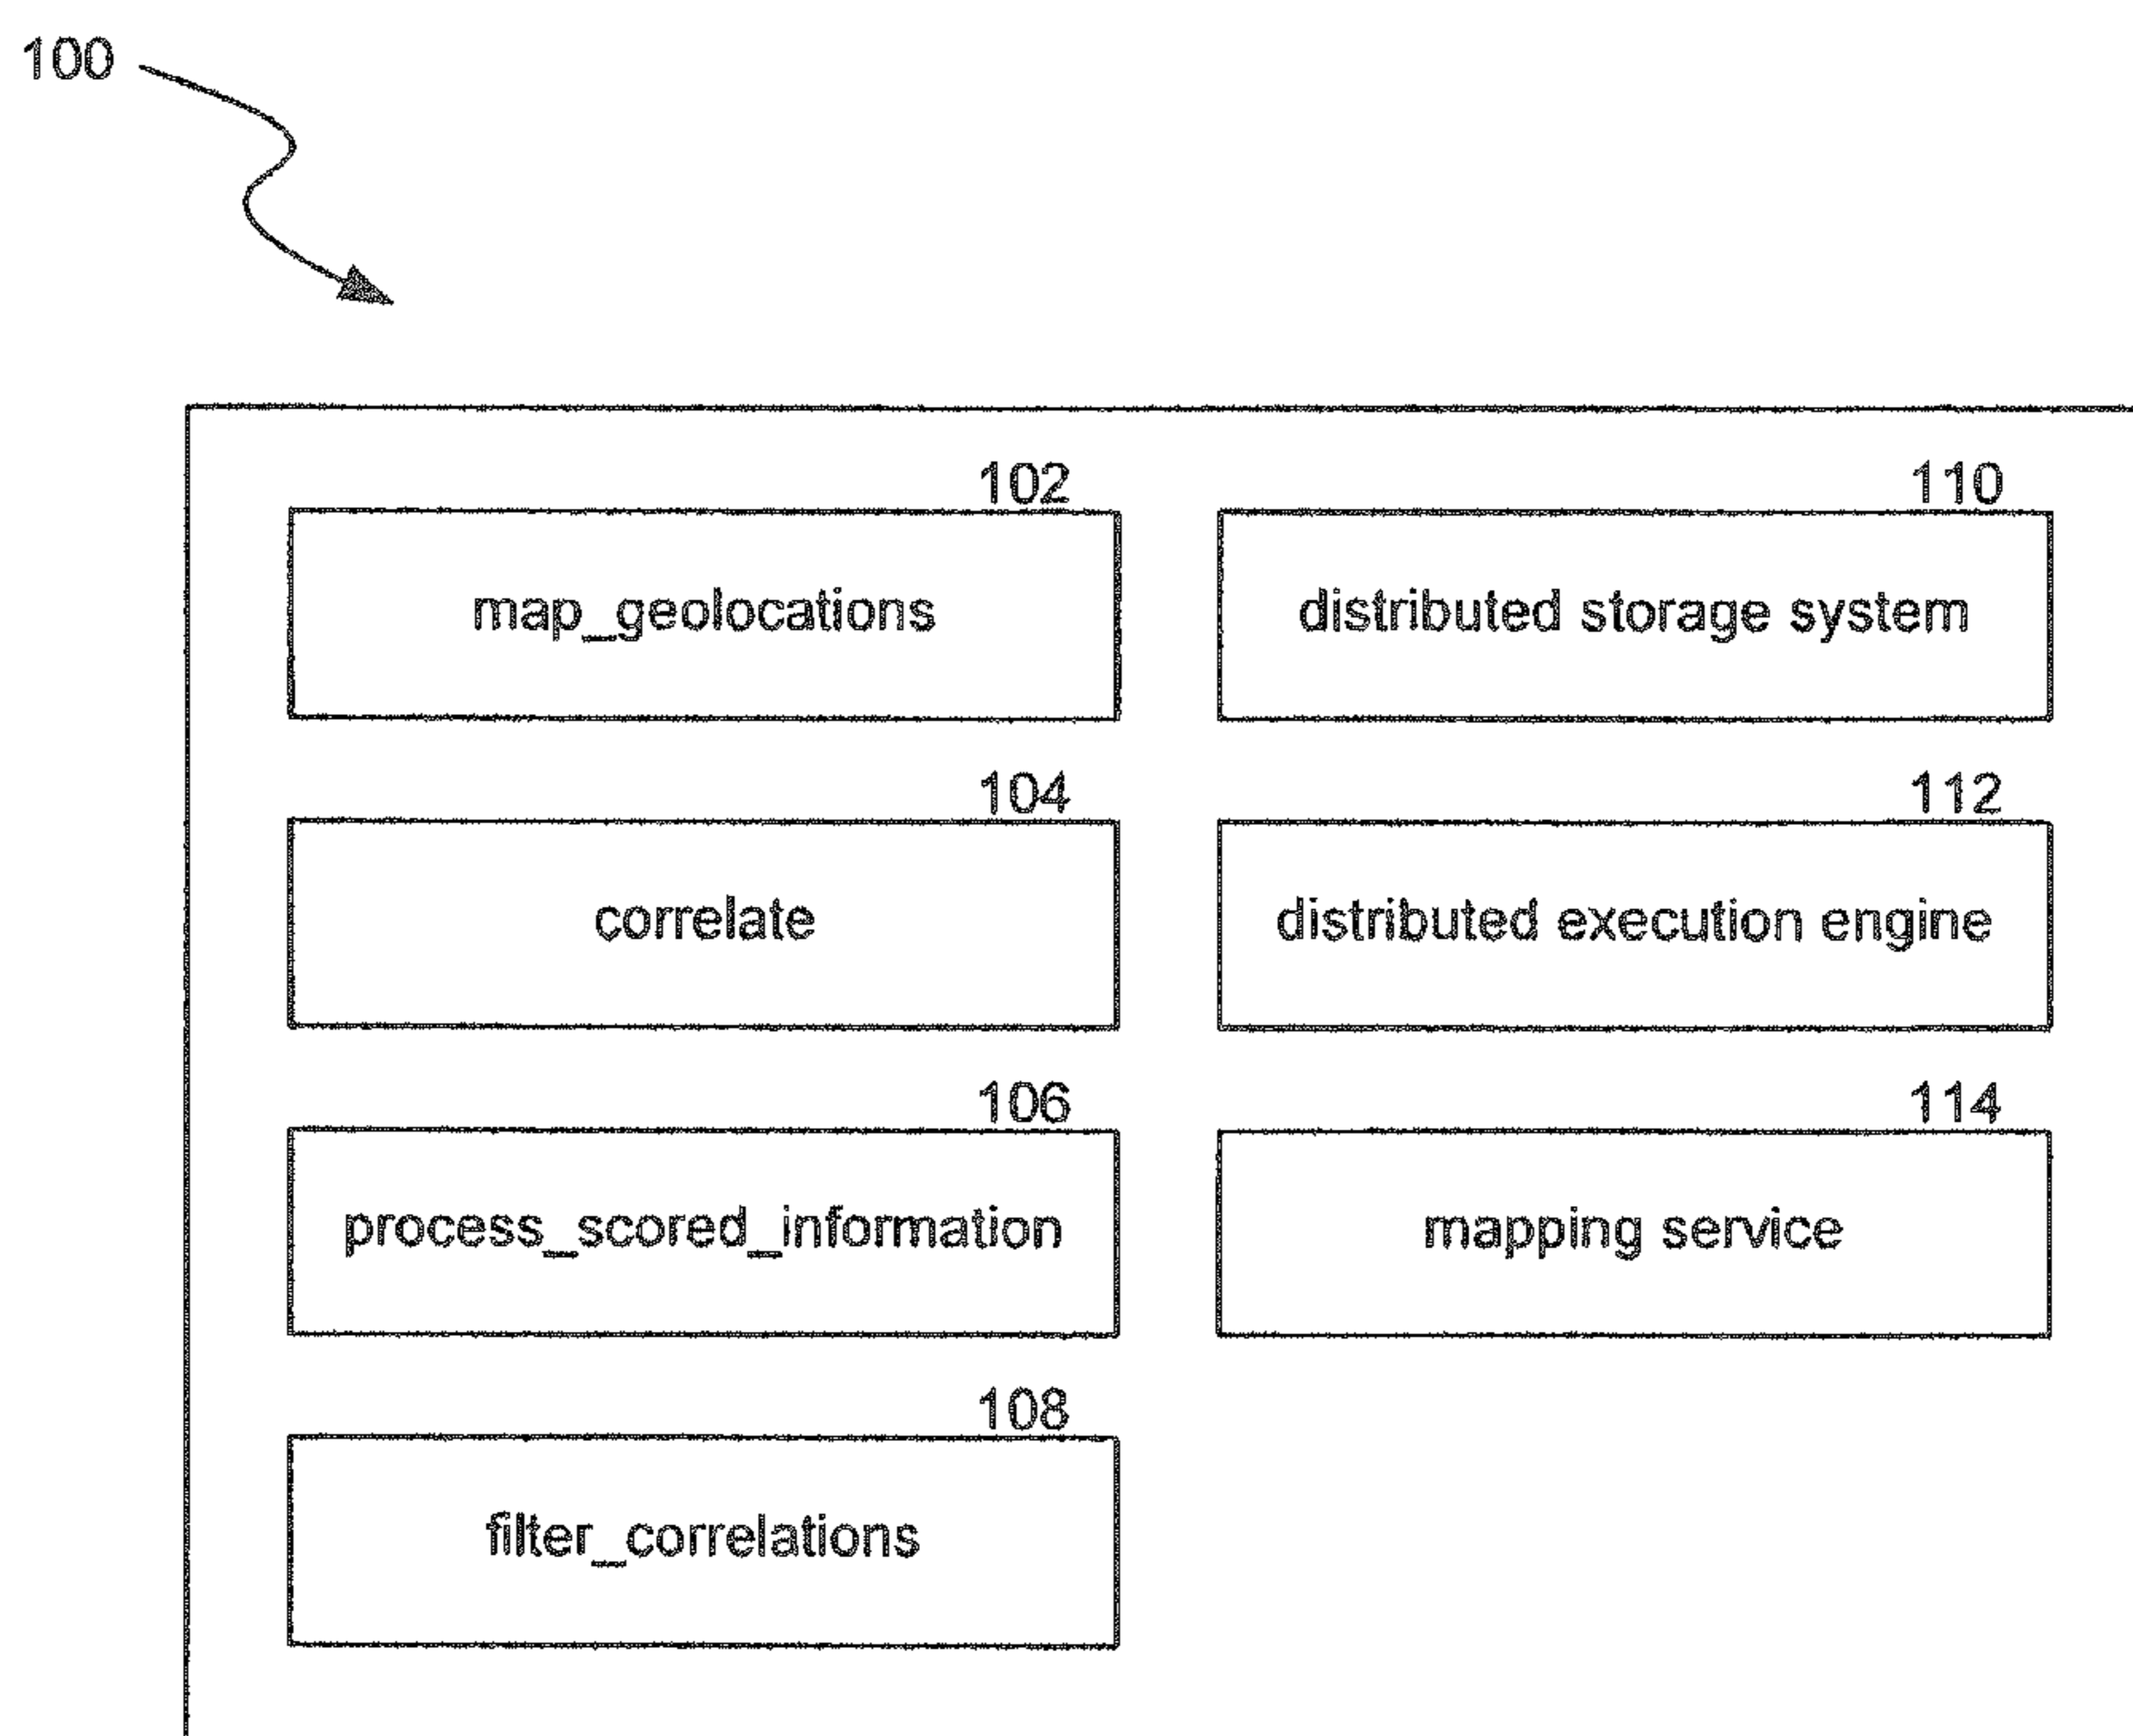 100
102
map_geolocations
110
distributed storage system
104
correlate
112
distributed execution engine
106
process_scored_information
114
mapping service
108
filter_correlations